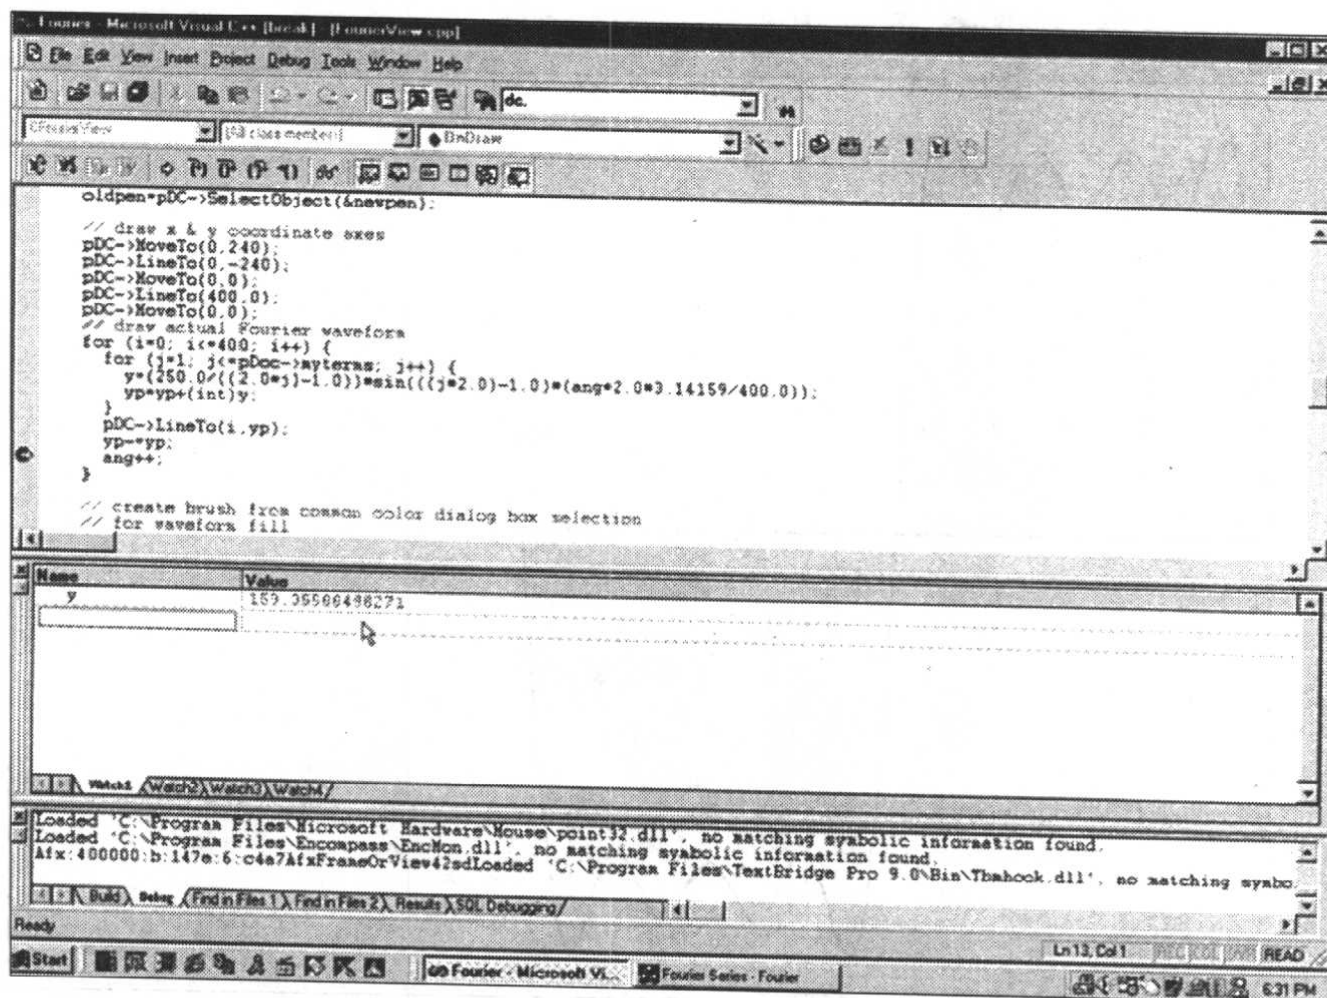 Fourier - Microsoft Visual C++ [break] - [FourierView.cpp]
File Edit View Insert Project Debug Tools Window Help
dc.
CFourierView [All class members] OnDraw
oldpen=pDC->SelectObject(&newpen);
// draw x & y coordinate axes
pDC->MoveTo(0,240);
pDC->LineTo(0,-240);
pDC->MoveTo(0,0);
pDC->LineTo(400,0);
pDC->MoveTo(0,0);
// draw actual Fourier waveform
for (i=0; i<=400; i++) {
for (j=1; j<=pDoc->myterms; j++) {
y=(250.0/((2.0*j)-1.0))*sin(((j*2.0)-1.0)*(ang*2.0*3.14159/400.0));
yp=yp+(int)y;
}
pDC->LineTo(i,yp);
yp-=yp;
ang++;
}
// create brush from common color dialog box selection
// for waveform fill
Name Value
y
Watch1 Watch2 Watch3 Watch4
Loaded 'C:\Program Files\Microsoft Hardware\Mouse\point32.dll', no matching symbolic information found.
Loaded 'C:\Program Files\Encompass\EncMon.dll', no matching symbolic information found.
Afx:400000:b:147e:6:c4a7AfxFrameOrView42sdLoaded 'C:\Program Files\TextBridge Pro 9.0\Bin\Tbmhook.dll', no matching symbo
Build Debug Find in Files 1 Find in Files 2 Results SQL Debugging
Ready
Ln 13, Col 1 REC COL OVR READ
Start Fourier - Microsoft Vi... Fourier Series - Fourier 6:31 PM